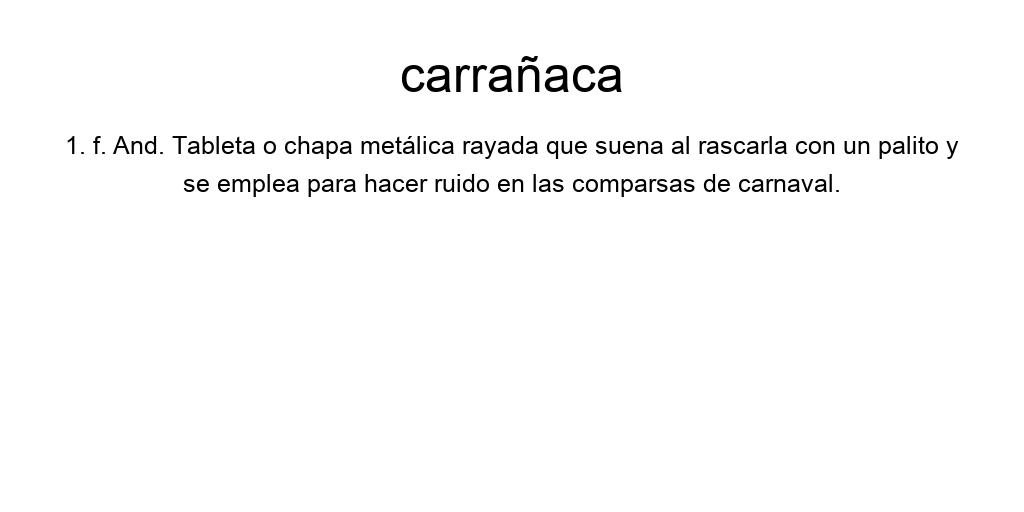 carrañaca
1. f. And. Tableta o chapa metálica rayada que suena al rascarla con un palito y
se emplea para hacer ruido en las comparsas de carnaval.